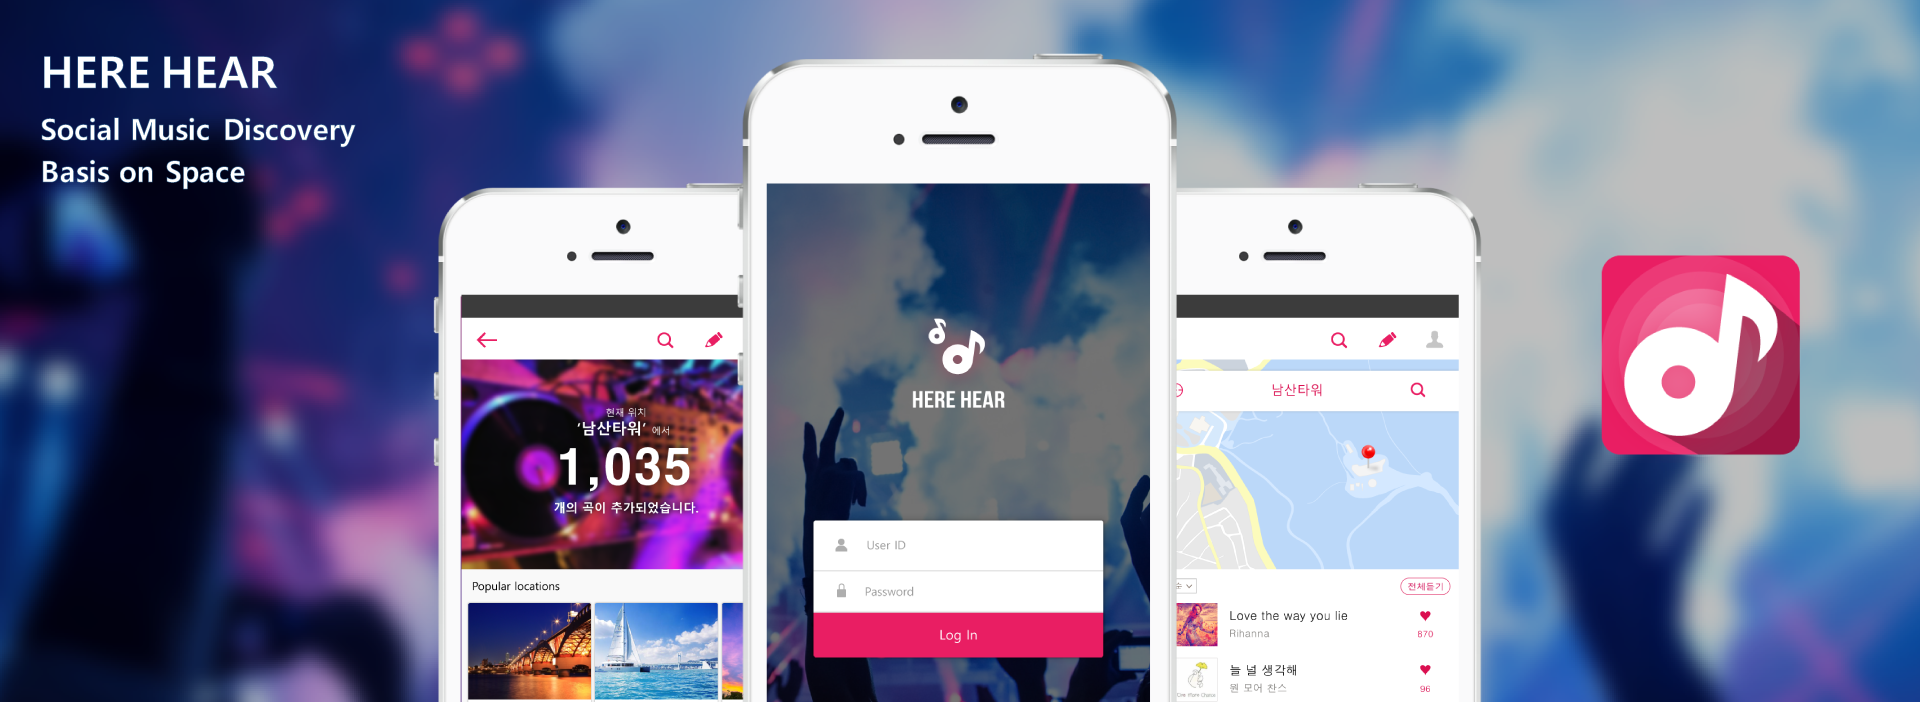 HERE HEAR
Social Music Discovery
Basis on Space
현재 위치
'남산타워' 에서
1,035
개의 곡이 추가되었습니다.
Popular locations
HERE HEAR
User ID
Password
Log In
남산타워
전체듣기
Love the way you lie
Rihanna
870
늘 널 생각해
원 모어 찬스
96
One More Chance